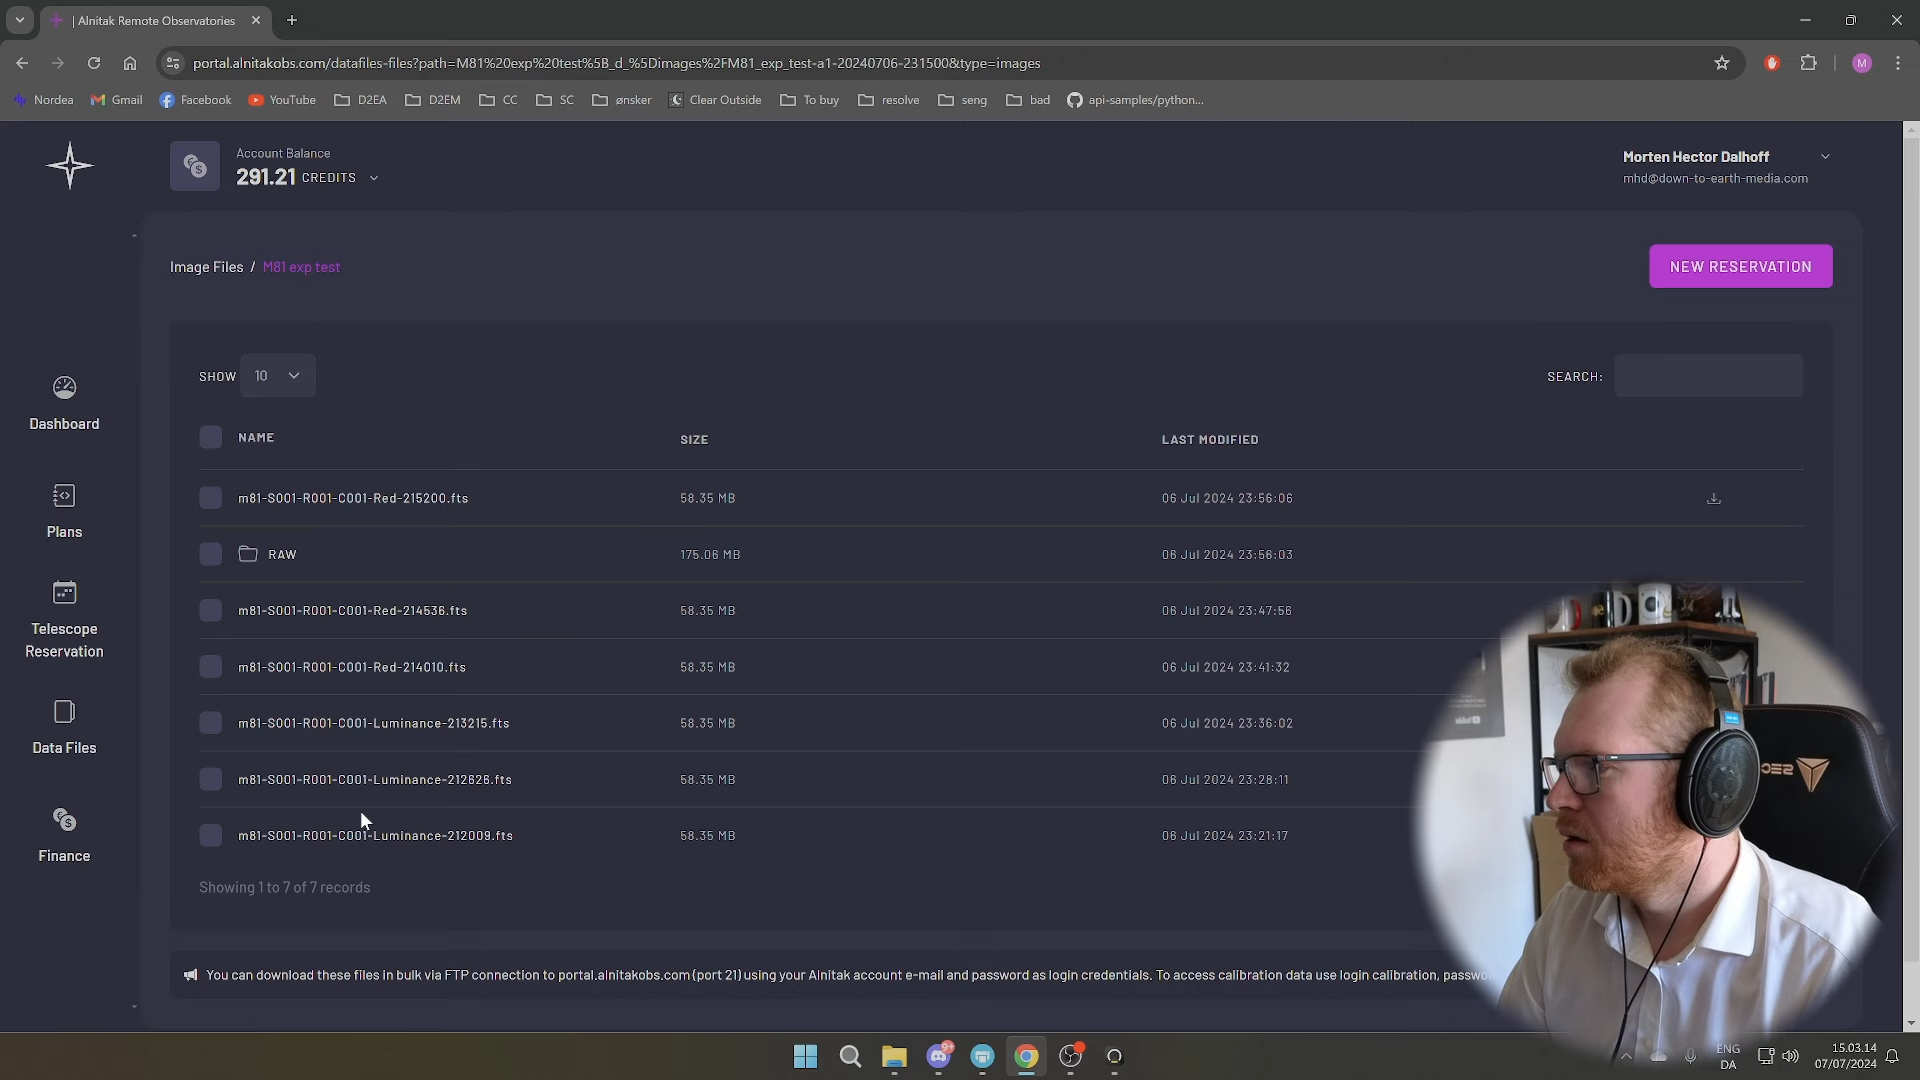 | Alnitak Remote Observatories
portal.alnitakobs.com/datafiles-files?path=M81%20exp%20test%5B_d_%5Dimages%2FM81_exp_test-a1-20240706-231500&type=images
M
Nordea Gmail Facebook YouTube D2EA D2EM CC SC ønsker Clear Outside To buy resolve seng bad api-samples/python...
Account Balance
291.21 CREDITS
Morten Hector Dalhoff
mhd@down-to-earth-media.com
Image Files / M81 exp test
NEW RESERVATION
SHOW 10
SEARCH:
NAME SIZE LAST MODIFIED
m81-S001-R001-C001-Red-215200.fts 58.35 MB 06 Jul 2024 23:56:06
RAW 175.06 MB 06 Jul 2024 23:56:03
m81-S001-R001-C001-Red-214536.fts 58.35 MB 06 Jul 2024 23:47:56
m81-S001-R001-C001-Red-214010.fts 58.35 MB 06 Jul 2024 23:41:32
m81-S001-R001-C001-Luminance-213215.fts 58.35 MB 06 Jul 2024 23:36:02
m81-S001-R001-C001-Luminance-212626.fts 58.35 MB 06 Jul 2024 23:28:11
m81-S001-R001-C001-Luminance-212009.fts 58.35 MB 06 Jul 2024 23:21:17
Showing 1 to 7 of 7 records
Dashboard
Plans
Telescope
Reservation
Data Files
Finance
You can download these files in bulk via FTP connection to portal.alnitakobs.com (port 21) using your Alnitak account e-mail and password as login credentials. To access calibration data use login calibration,
9+
ENG
DA
15.03.14
07/07/2024